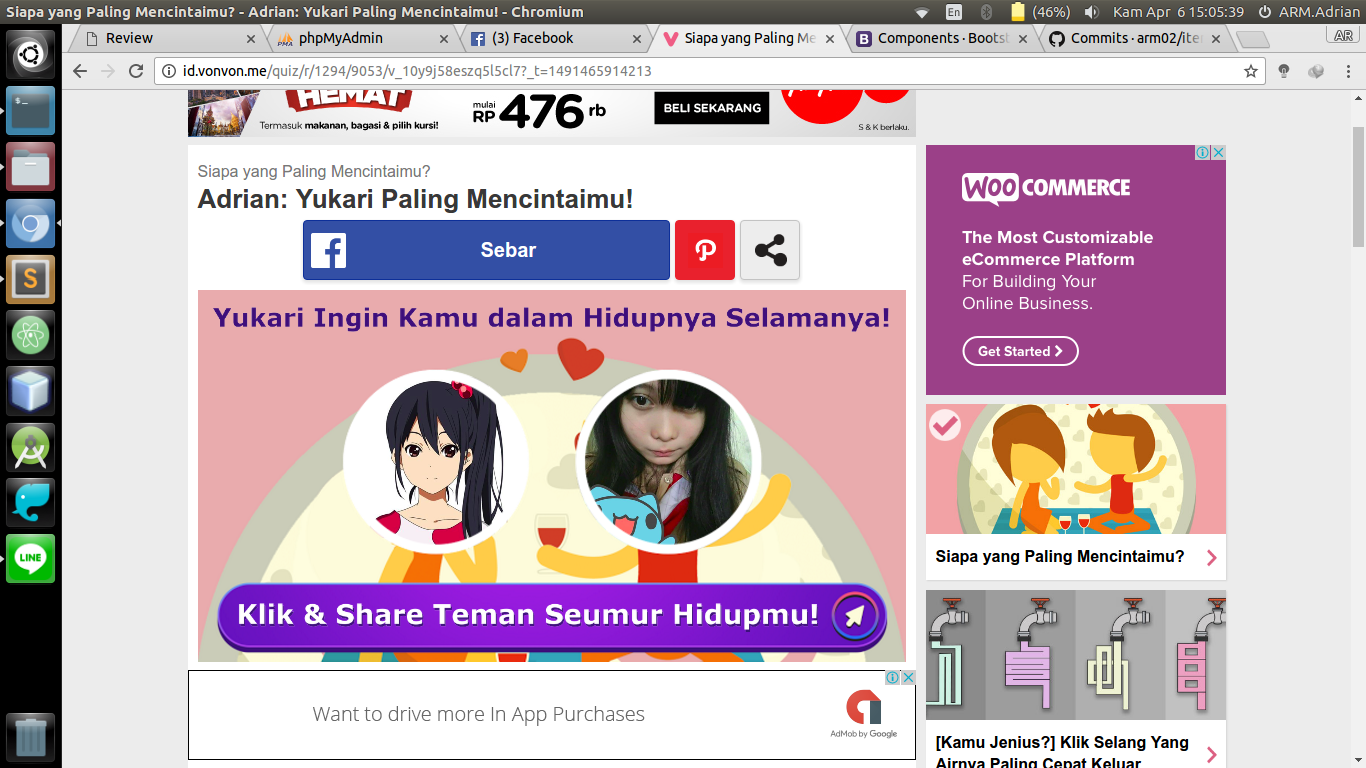 Siapa yang Paling Mencintaimu? - Adrian: Yukari Paling Mencintaimu! - Chromium
En
(46%)
Kam Apr 6 15:05:39
ARM.Adrian
Review
phpMyAdmin
(3) Facebook
Siapa yang Paling Me
Components · Boots
Commits · arm02/ite
AR
id.vonvon.me/quiz/r/1294/9053/v_10y9j58eszq5l5cl7?_t=1491465914213
HEMAT
Termasuk makanan, bagasi & pilih kursi!
mulai
RP 476 rb
BELI SEKARANG
S & K berlaku.
Siapa yang Paling Mencintaimu?
Adrian: Yukari Paling Mencintaimu!
Sebar
Yukari Ingin Kamu dalam Hidupnya Selamanya!
Klik & Share Teman Seumur Hidupmu!
Want to drive more In App Purchases
AdMob by Google
WOOCOMMERCE
The Most Customizable
eCommerce Platform
For Building Your
Online Business.
Get Started
Siapa yang Paling Mencintaimu?
[Kamu Jenius?] Klik Selang Yang
Airnya Paling Cepat Keluar
LINE